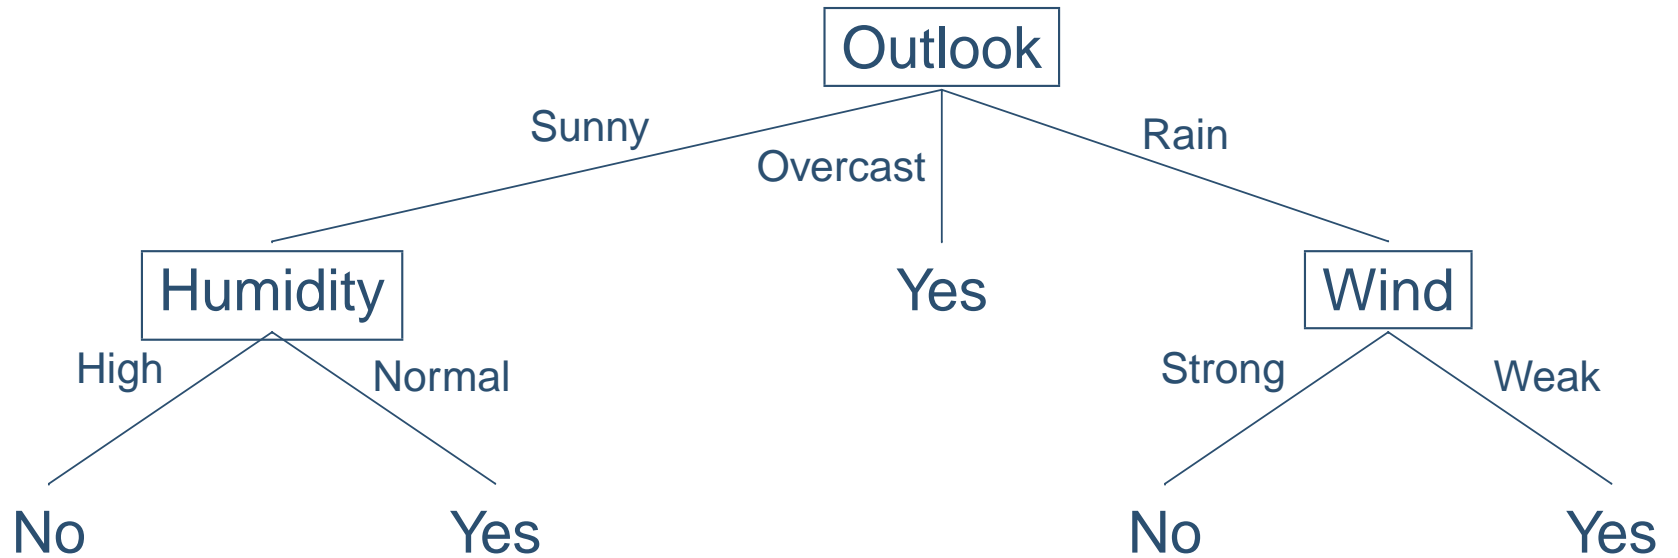 Outlook
Sunny
Overcast
Rain
Humidity
Yes
Wind
High
Normal
Strong
Weak
No
Yes
No
Yes